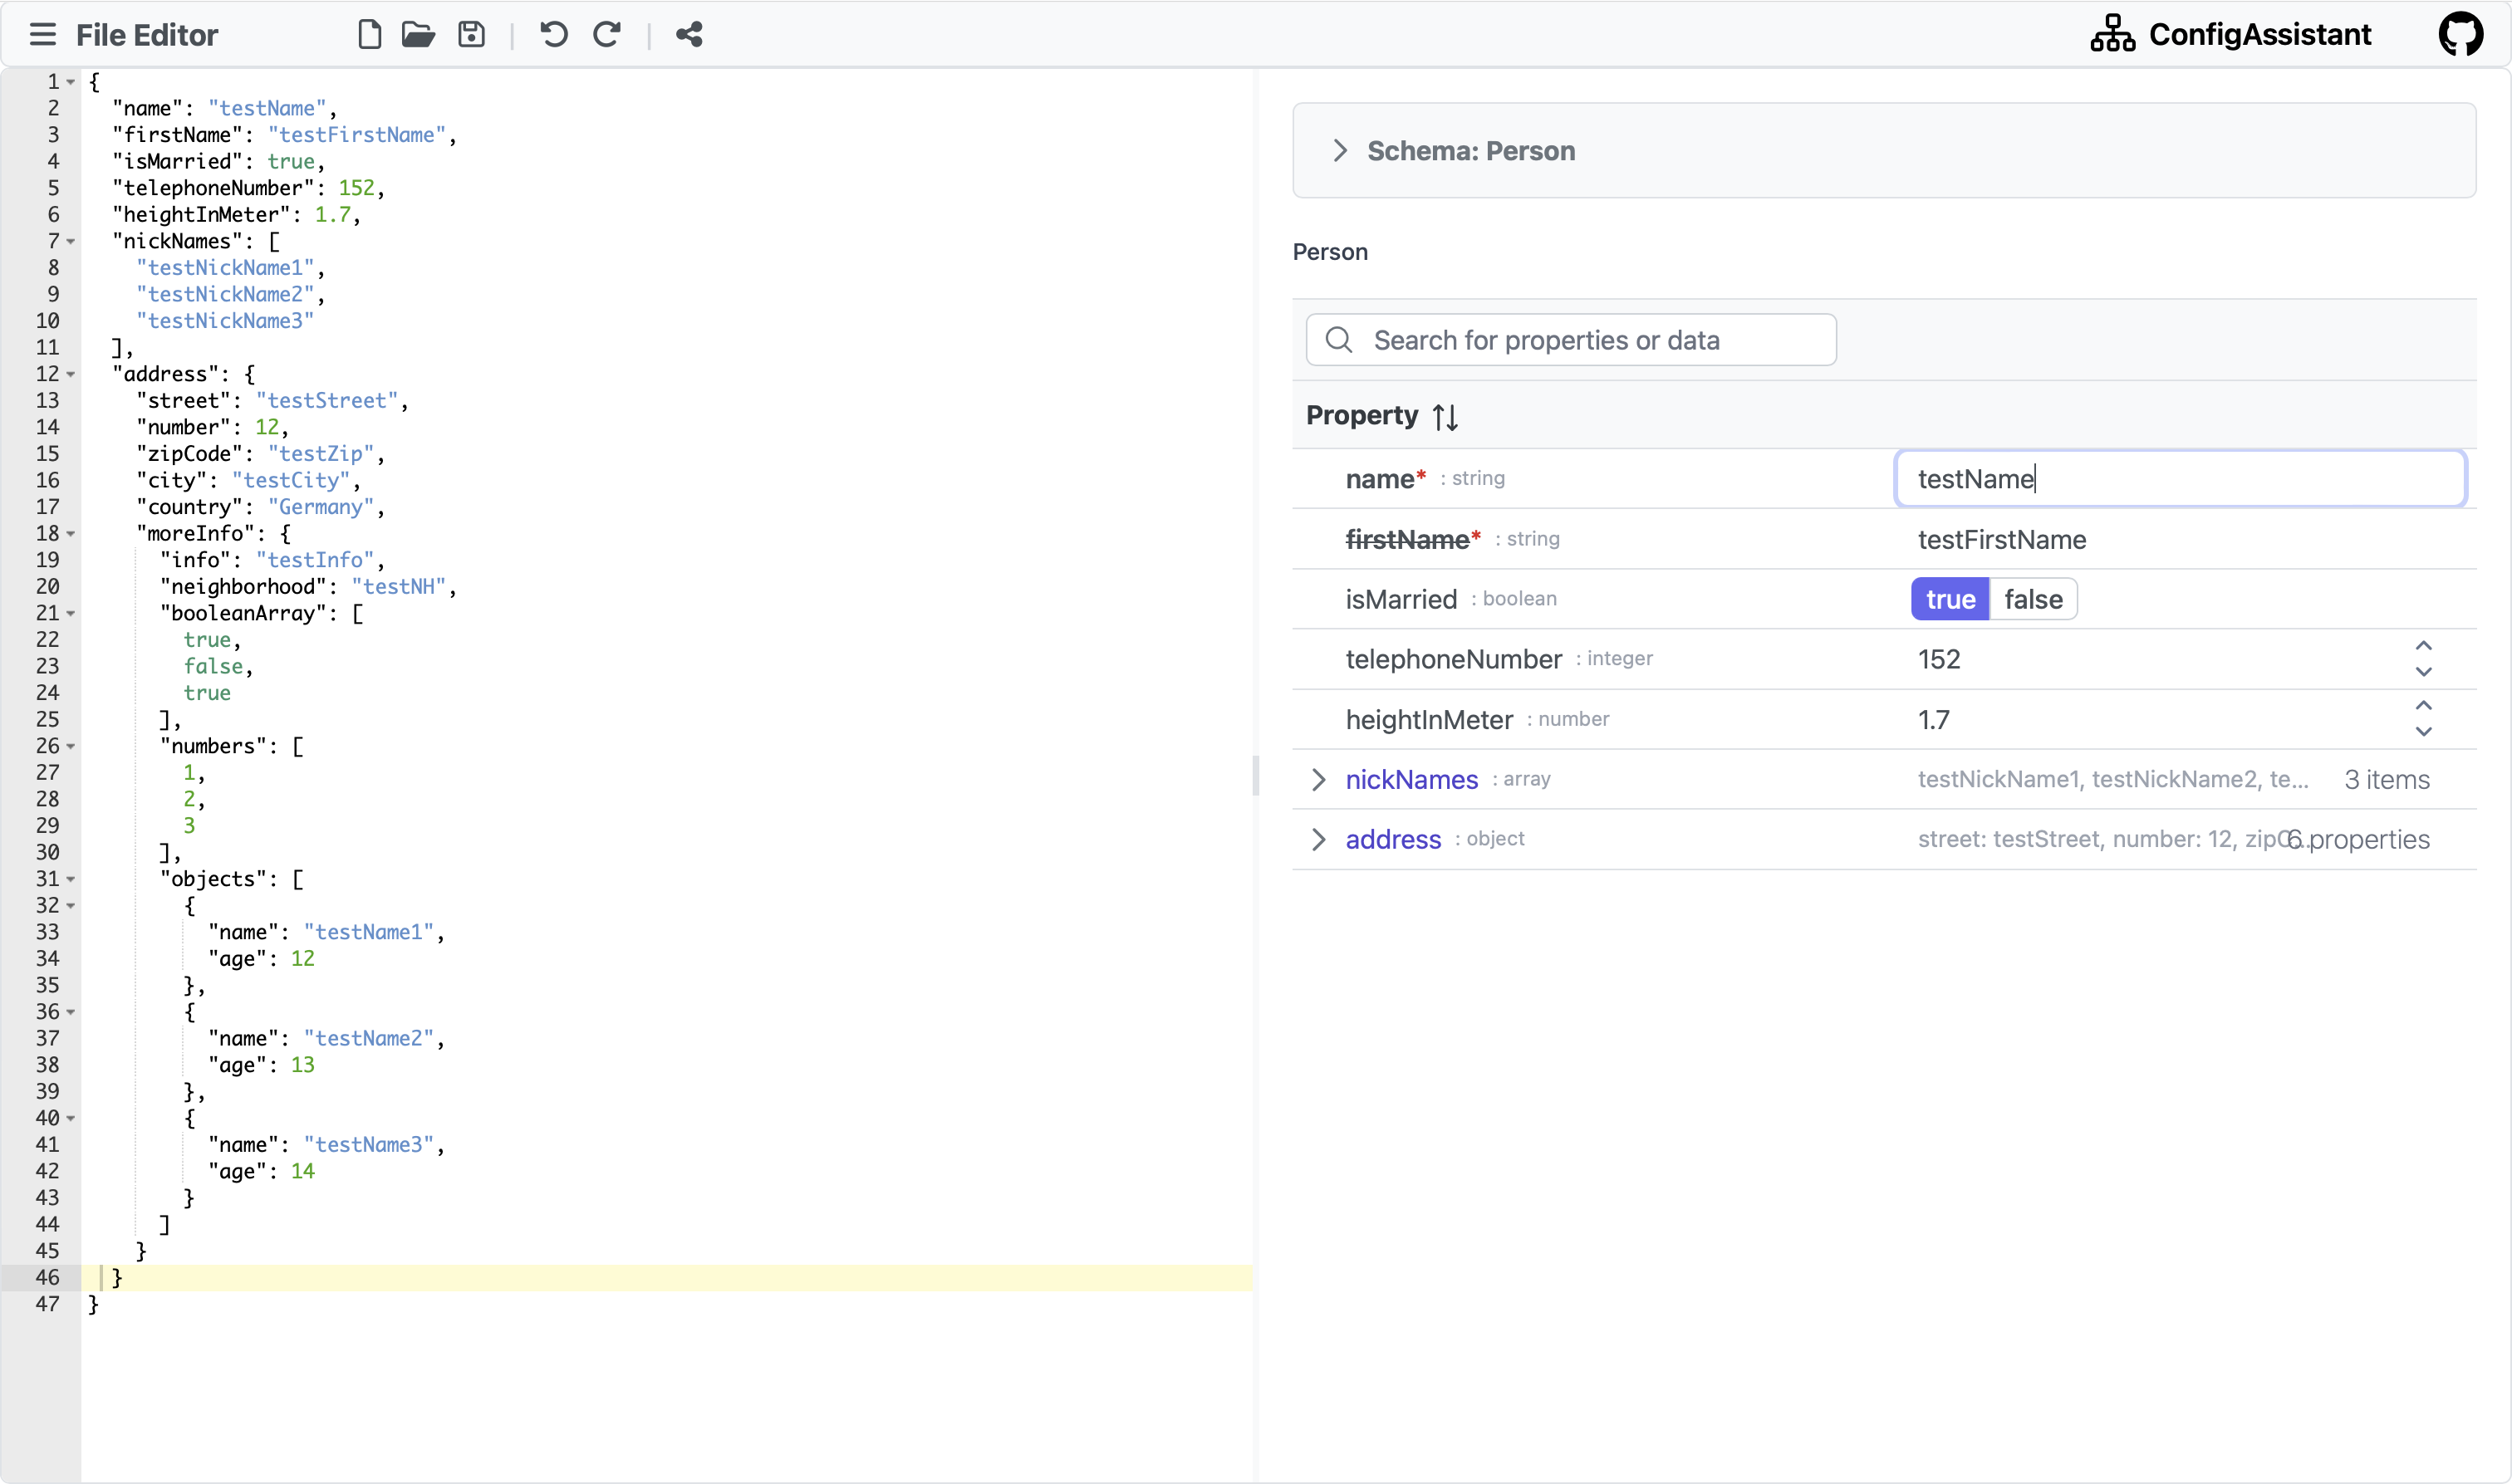 File Editor
ConfigAssistant
1 {
2 "name": "testName",
3 "firstName": "testFirstName",
4 "isMarried": true,
5 "telephoneNumber": 152,
6 "heightInMeter": 1.7,
7 "nickNames": [
8 "testNickName1",
9 "testNickName2",
10 "testNickName3"
11 ],
12 "address": {
13 "street": "testStreet",
14 "number": 12,
15 "zipCode": "testZip",
16 "city": "testCity",
17 "country": "Germany",
18 "moreInfo": {
19 "info": "testInfo",
20 "neighborhood": "testNH",
21 "booleanArray": [
22 true,
23 false,
24 true
25 ],
26 "numbers": [
27 1,
28 2,
29 3
30 ],
31 "objects": [
32 {
33 "name": "testName1",
34 "age": 12
35 },
36 {
37 "name": "testName2",
38 "age": 13
39 },
40 {
41 "name": "testName3",
42 "age": 14
43 }
44 ]
45 }
46 }
47 }
Schema: Person
Person
Search for properties or data
Property
name* : string testName
firstName* : string testFirstName
isMarried : boolean true false
telephoneNumber : integer 152
heightInMeter : number 1.7
nickNames : array testNickName1, testNickName2, te... 3 items
address : object street: testStreet, number: 12, zipC... 6 properties